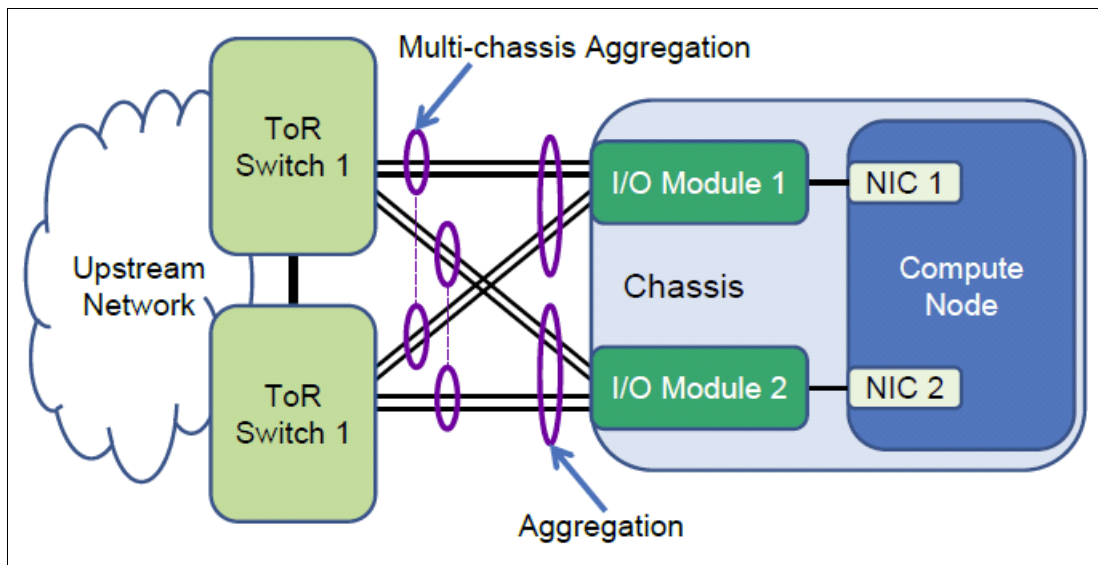 Multi-chassis Aggregation
ToR
Switch 1
I/O Module 1
NIC 1
Upstream
Network
Chassis
Compute
Node
ToR
Switch 1
I/O Module 2
NIC 2
Aggregation